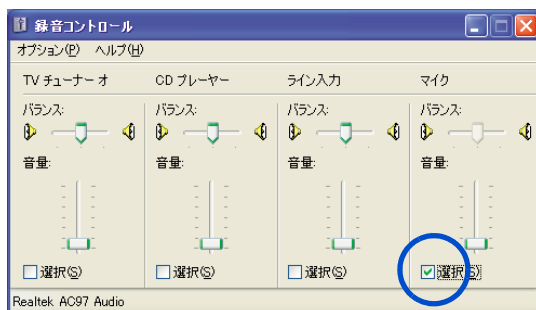 録音コントロール
オプション(P) ヘルプ(H)
TV チューナー オ CD プレーヤー ライン入力 マイク
バランス: バランス: バランス: バランス:
音量: 音量: 音量: 音量:
選択(S) 選択(S) 選択(S) 選択(S)
Realtek AC97 Audio